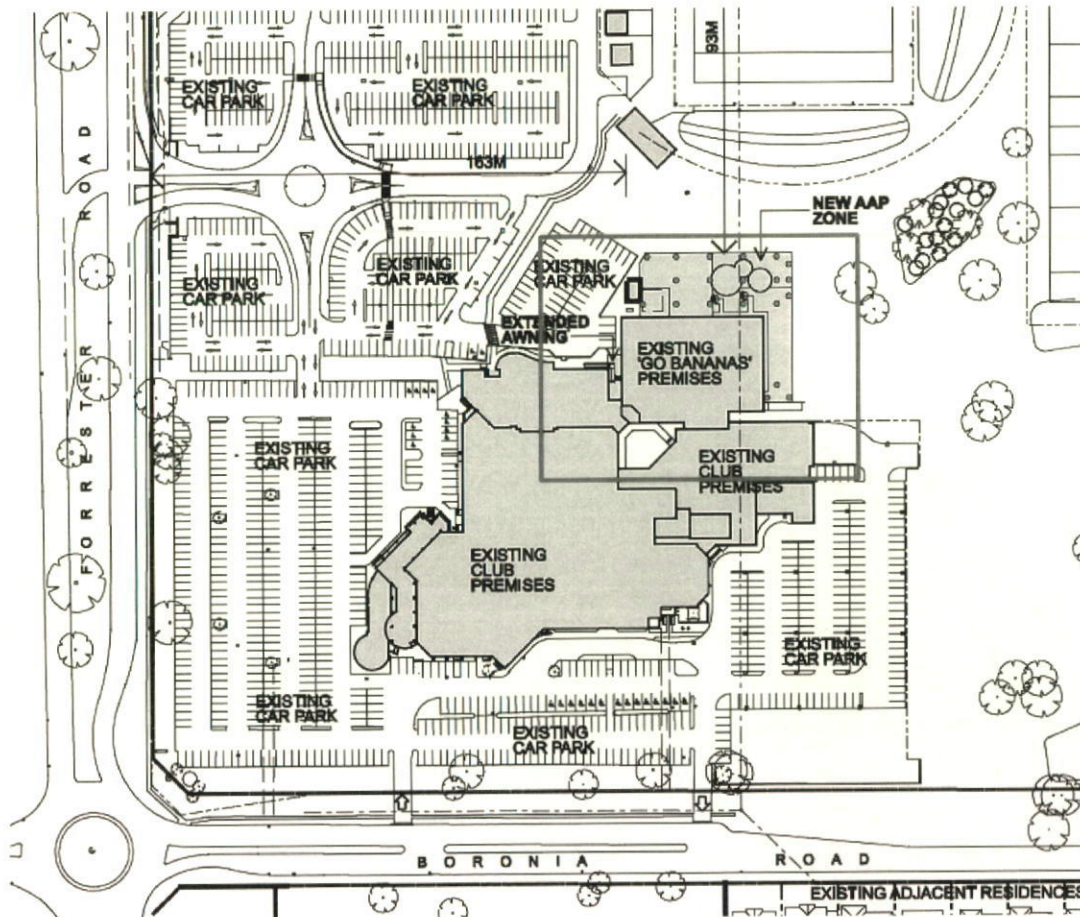 93M
EXISTING
CAR PARK
EXISTING
CAR PARK
163M
NEW AAP
ZONE
FORRESTER ROAD
EXISTING
CAR PARK
EXISTING
CAR PARK
EXISTING
CAR PARK
EXTENDED
AWNING
EXISTING
'GO BANANAS'
PREMISES
EXISTING
CAR PARK
EXISTING
CLUB
PREMISES
EXISTING
CLUB
PREMISES
EXISTING
CAR PARK
EXISTING
CAR PARK
EXISTING
CAR PARK
BORONIA ROAD
EXISTING ADJACENT RESIDENCES